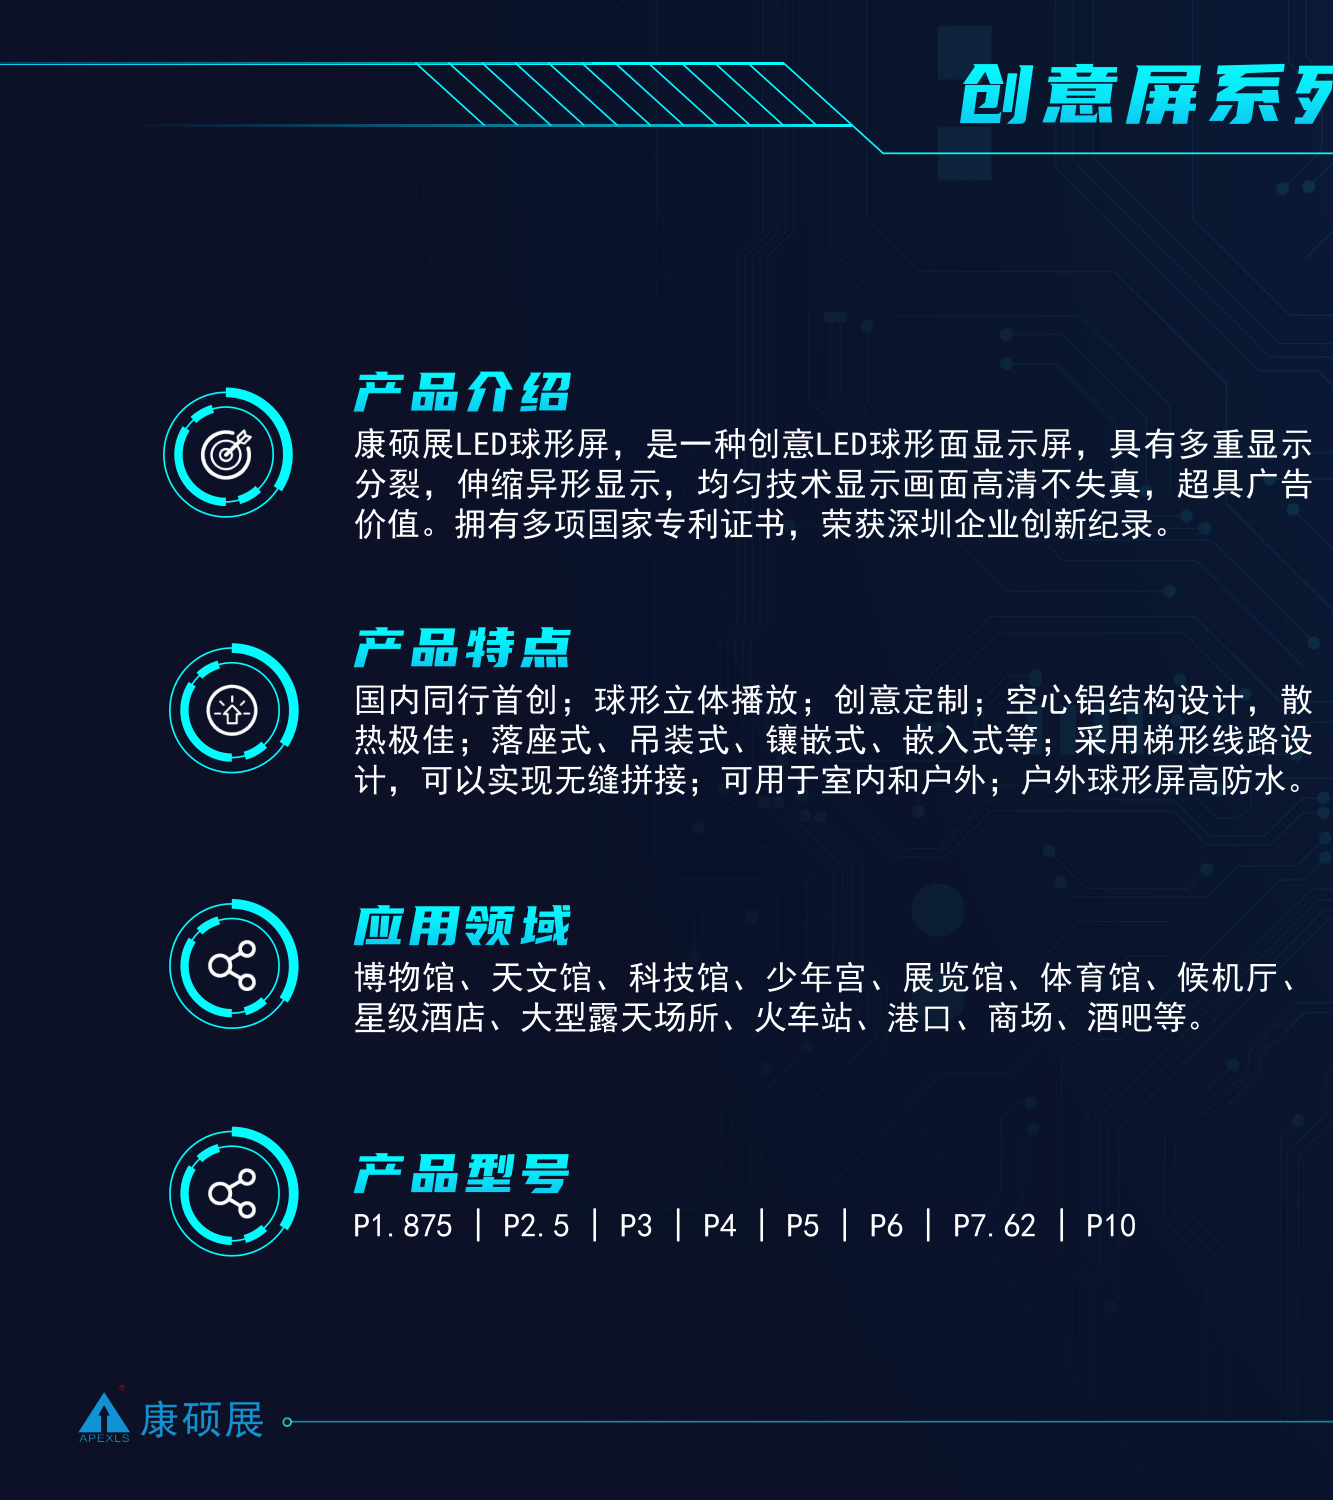 创意屏系列
产品介绍
康硕展LED球形屏，是一种创意LED球形面显示屏，具有多重显示
分裂，伸缩异形显示，均匀技术显示画面高清不失真，超具广告
价值。拥有多项国家专利证书，荣获深圳企业创新纪录。
产品特点
国内同行首创；球形立体播放；创意定制；空心铝结构设计，散
热极佳；落座式、吊装式、镶嵌式、嵌入式等；采用梯形线路设
计，可以实现无缝拼接；可用于室内和户外；户外球形屏高防水。
应用领域
博物馆、天文馆、科技馆、少年宫、展览馆、体育馆、候机厅、
星级酒店、大型露天场所、火车站、港口、商场、酒吧等。
产品型号
P1.875 | P2.5 | P3 | P4 | P5 | P6 | P7.62 | P10
®
APEXLS
康硕展